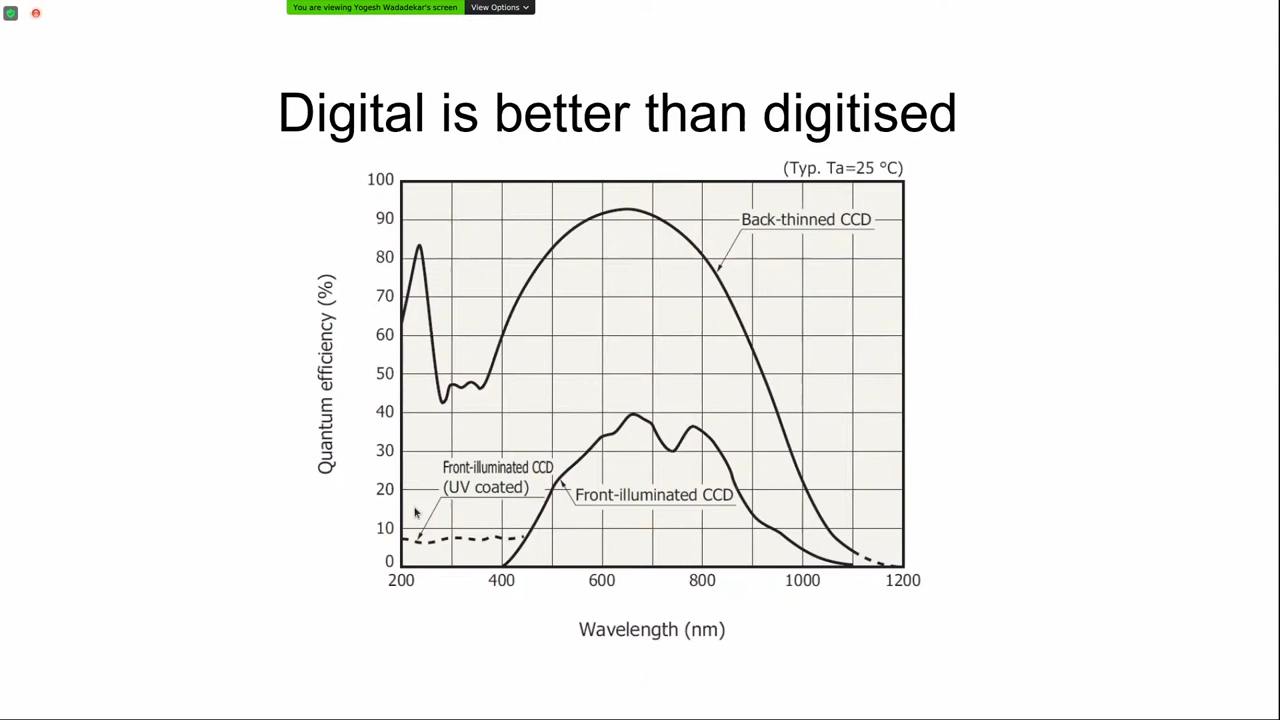 You are viewing Yogesh Wadadekar's screen
View Options
Digital is better than digitised
(Typ. Ta=25 °C)
100
90
80
70
60
50
40
30
20
10
0
Quantum efficiency (%)
Back-thinned CCD
Front-illuminated CCD
(UV coated)
Front-illuminated CCD
200
400
600
800
1000
1200
Wavelength (nm)